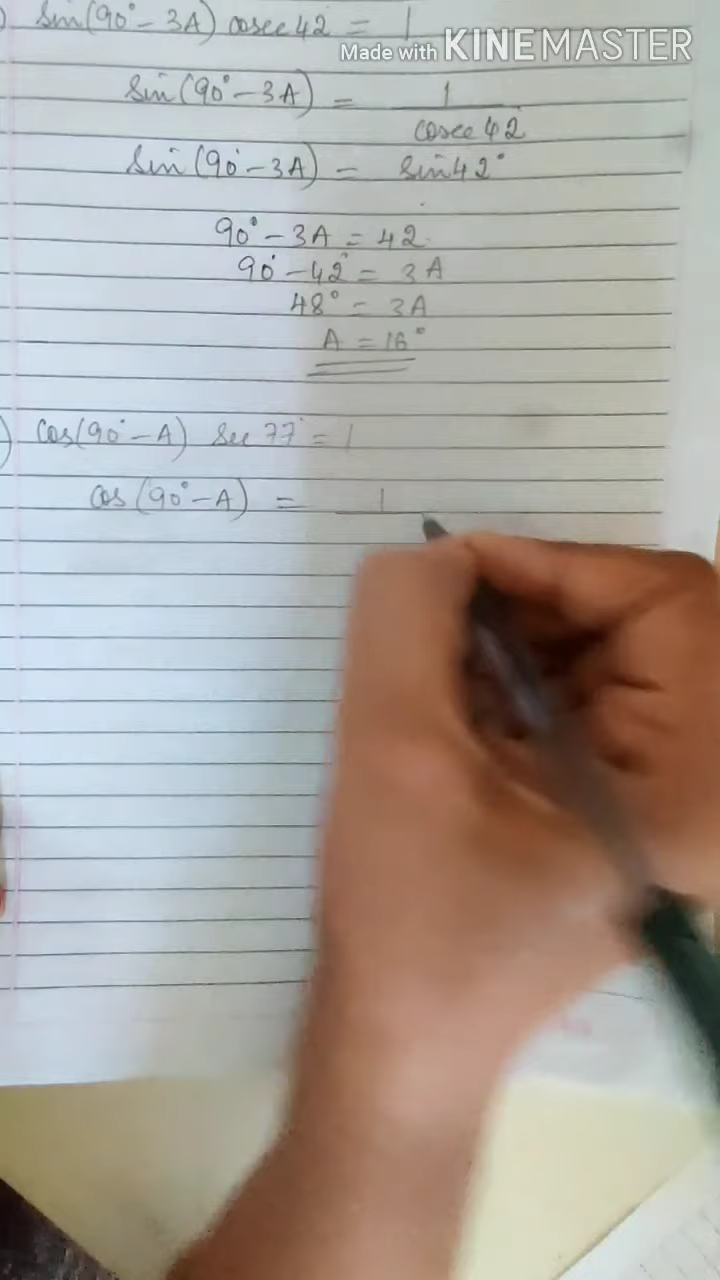 ) sin(90° - 3A) cosec 42 = 1
Made with KINEMASTER
sin(90° - 3A) = 1
cosec 42
sin(90° - 3A) = sin42°
90° - 3A = 42
90° - 42° = 3A
48° = 3A
A = 16°
) cos(90° - A) sec 77° = 1
cos(90° - A) = 1